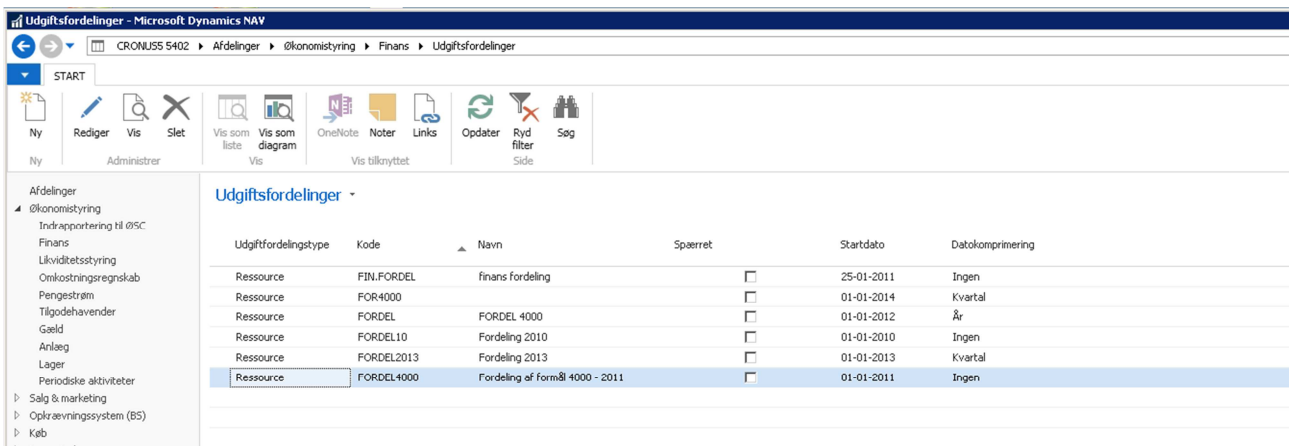 Udgiftsfordelinger - Microsoft Dynamics NAV
CRONUS5 5402 Afdelinger Økonomistyring Finans Udgiftsfordelinger
START
Ny Rediger Vis Slet Vis som liste Vis som diagram OneNote Noter Links Opdater Ryd filter Søg
Ny Administrer Vis Vis tilknyttet Side
Afdelinger
Økonomistyring
Indrapportering til ØSC
Finans
Likviditetsstyring
Omkostningsregnskab
Pengestrøm
Tilgodehavender
Gæld
Anlæg
Lager
Periodiske aktiviteter
Salg & marketing
Opkrævningssystem (BS)
Køb
Udgiftsfordelinger
Udgiftfordelingstype Kode Navn Spærret Startdato Datokomprimering
Ressource FIN.FORDEL finans fordeling 25-01-2011 Ingen
Ressource FOR4000 01-01-2014 Kvartal
Ressource FORDEL FORDEL 4000 01-01-2012 År
Ressource FORDEL10 Fordeling 2010 01-01-2010 Ingen
Ressource FORDEL2013 Fordeling 2013 01-01-2013 Kvartal
Ressource FORDEL4000 Fordeling af formål 4000 - 2011 01-01-2011 Ingen